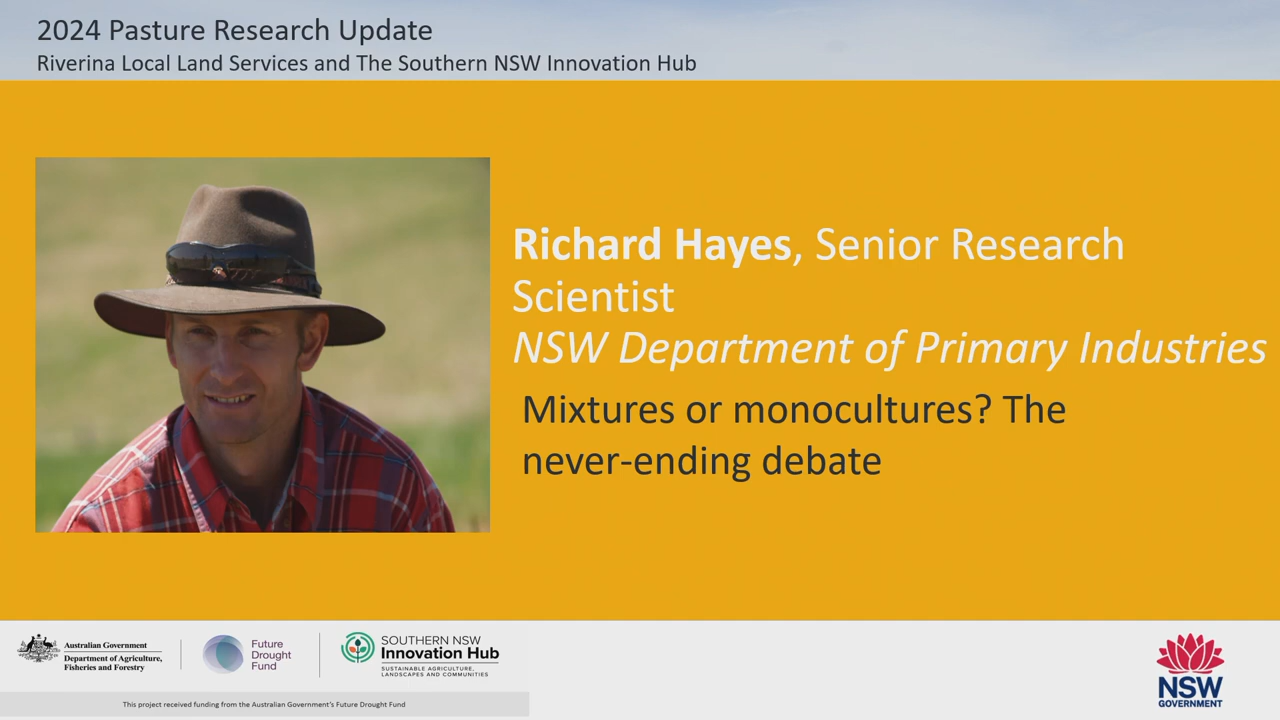 2024 Pasture Research Update
Riverina Local Land Services and The Southern NSW Innovation Hub
Richard Hayes, Senior Research
Scientist
NSW Department of Primary Industries
Mixtures or monocultures? The
never-ending debate
Australian Government
Department of Agriculture,
Fisheries and Forestry
Future
Drought
Fund
SOUTHERN NSW
Innovation Hub
SUSTAINABLE AGRICULTURE,
LANDSCAPES AND COMMUNITIES
NSW
GOVERNMENT
This project received funding from the Australian Government's Future Drought Fund